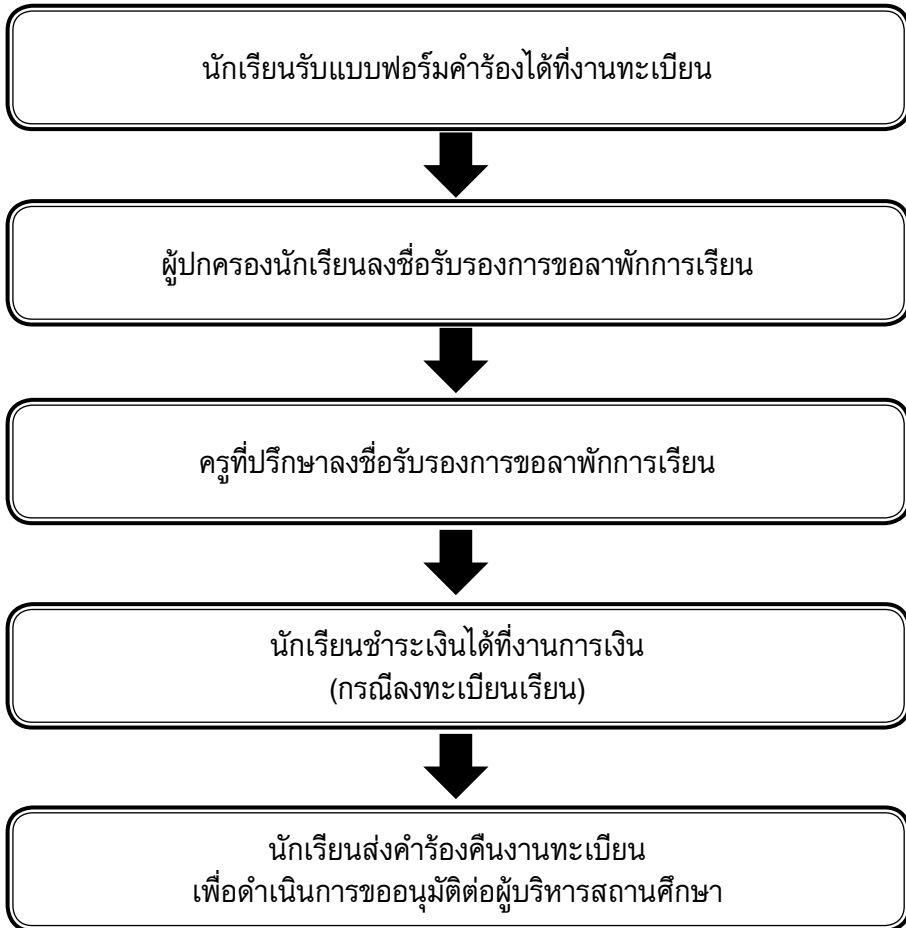 นักเรียนรับแบบฟอร์มคำร้องได้ที่งานทะเบียน
ผู้ปกครองนักเรียนลงชื่อรับรองการขอลาพักการเรียน
ครูที่ปรึกษาลงชื่อรับรองการขอลาพักการเรียน
นักเรียนชำระเงินได้ที่งานการเงิน
(กรณีลงทะเบียนเรียน)
นักเรียนส่งคำร้องคืนงานทะเบียน
เพื่อดำเนินการขออนุมัติต่อผู้บริหารสถานศึกษา